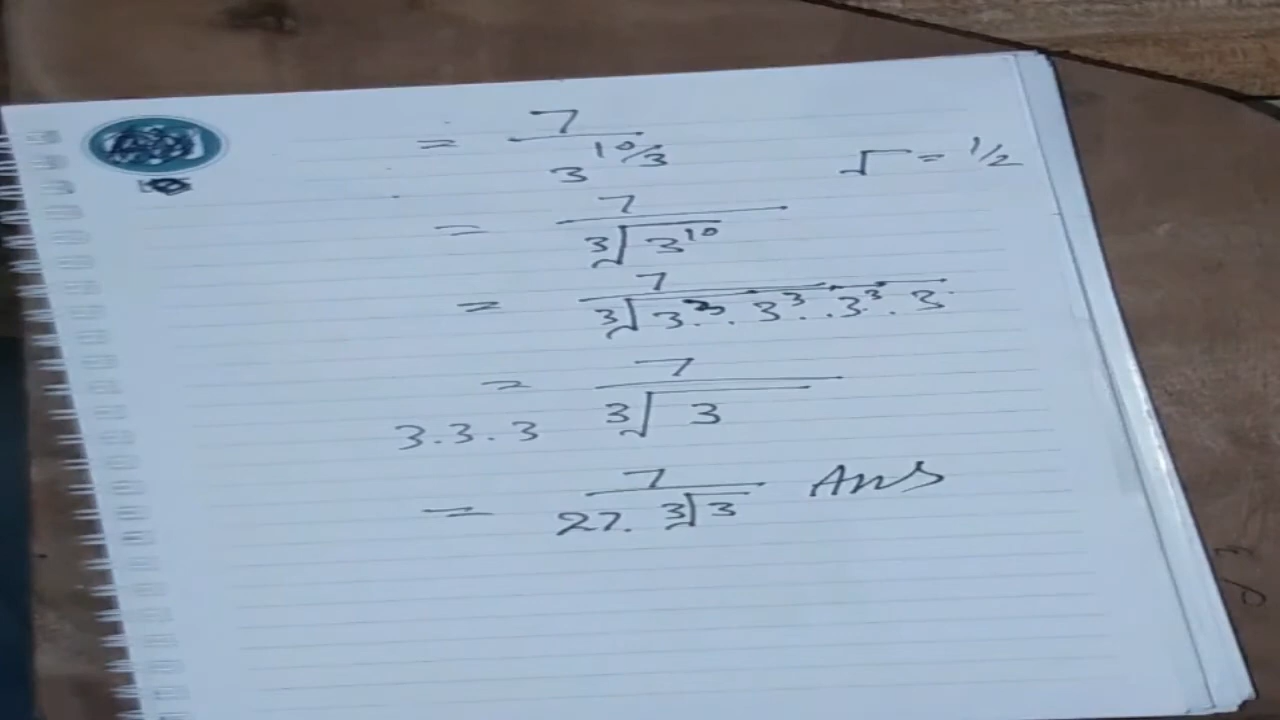 = 7 / 3^{10/3}    √ = 1/2
= 7 / ∛(3^{10})
= 7 / ∛(3^3 . 3^3 . 3^3 . 3)
= 7 / 3.3.3 ∛3
= 7 / 27. ∛3    Ans